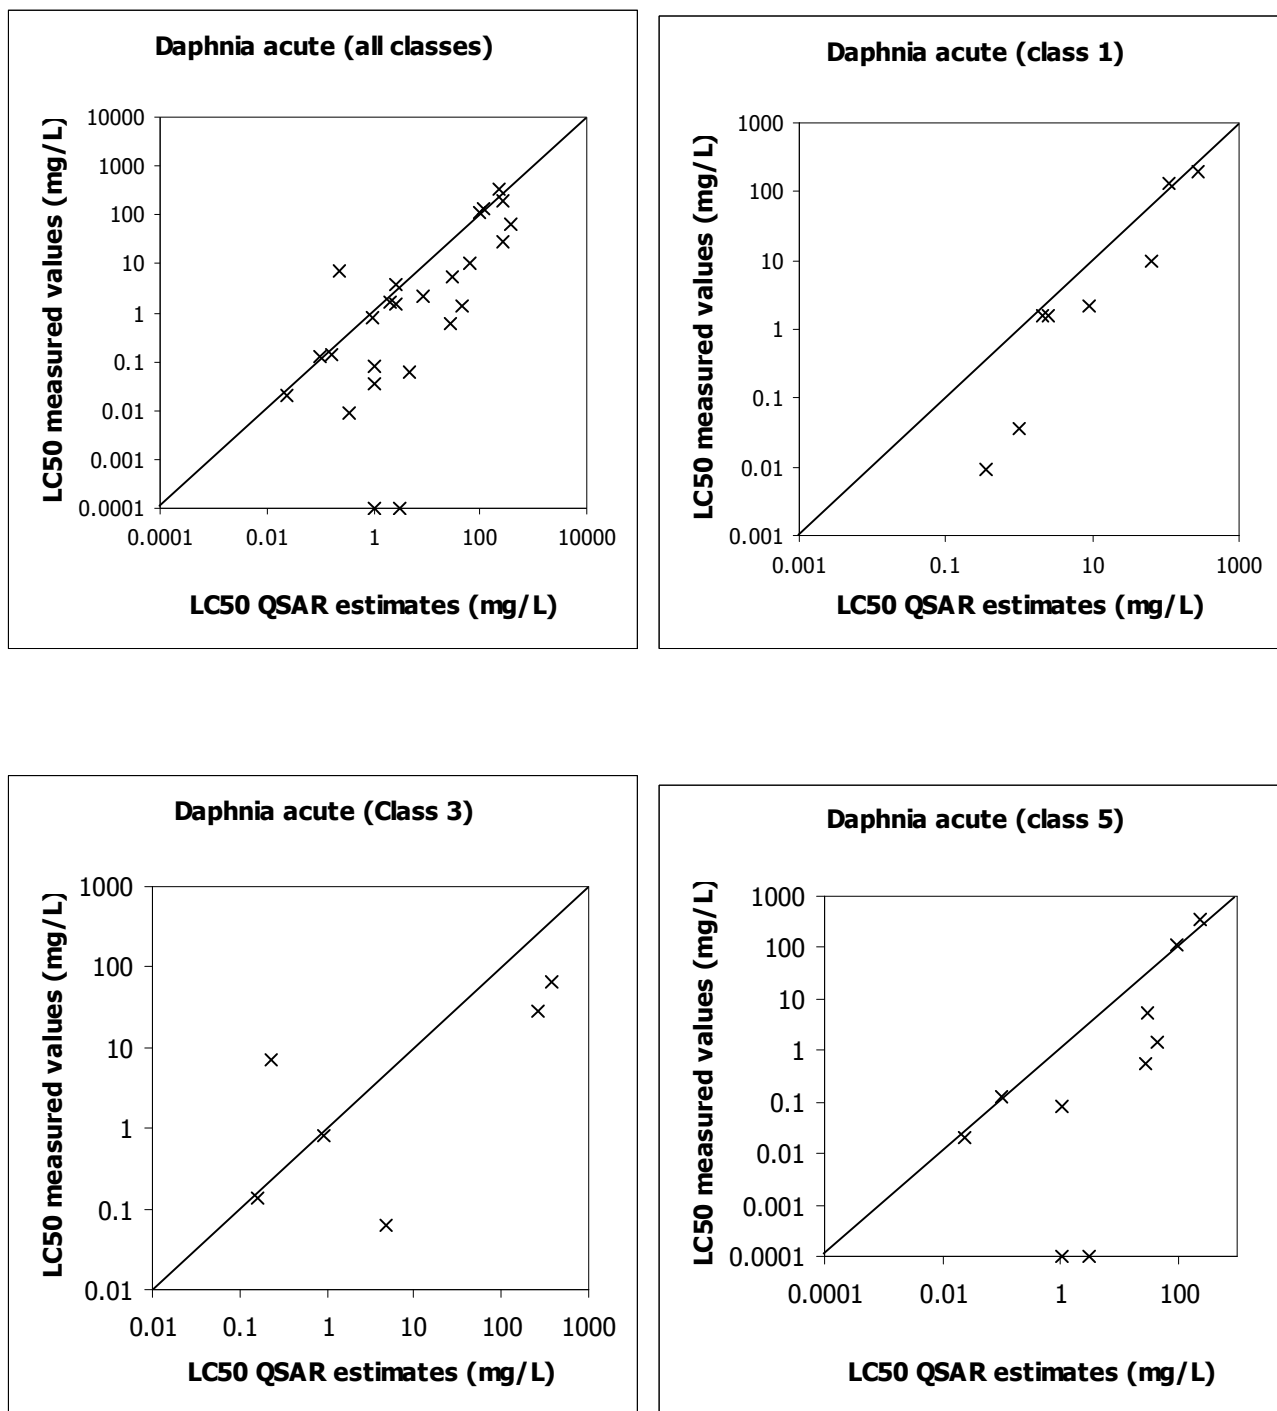 Daphnia acute (all classes)
LC50 measured values (mg/L)
10000
1000
100
10
1
0.1
0.01
0.001
0.0001
0.0001 0.01 1 100 10000
LC50 QSAR estimates (mg/L)
Daphnia acute (class 1)
LC50 measured values (mg/L)
1000
100
10
1
0.1
0.01
0.001
0.001 0.1 10 1000
LC50 QSAR estimates (mg/L)
Daphnia acute (Class 3)
LC50 measured values (mg/L)
1000
100
10
1
0.1
0.01
0.01 0.1 1 10 100 1000
LC50 QSAR estimates (mg/L)
Daphnia acute (class 5)
LC50 measured values (mg/L)
1000
100
10
1
0.1
0.01
0.001
0.0001
0.0001 0.01 1 100
LC50 QSAR estimates (mg/L)